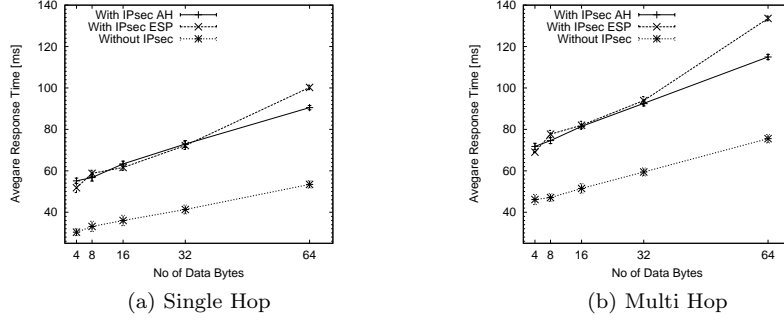 140
120
100
80
60
40
Avegare Response Time [ms]
With IPsec AH
With IPsec ESP
Without IPsec
4 8 16 32 64
No of Data Bytes
(a) Single Hop
140
120
100
80
60
40
Avegare Response Time [ms]
With IPsec AH
With IPsec ESP
Without IPsec
4 8 16 32 64
No of Data Bytes
(b) Multi Hop